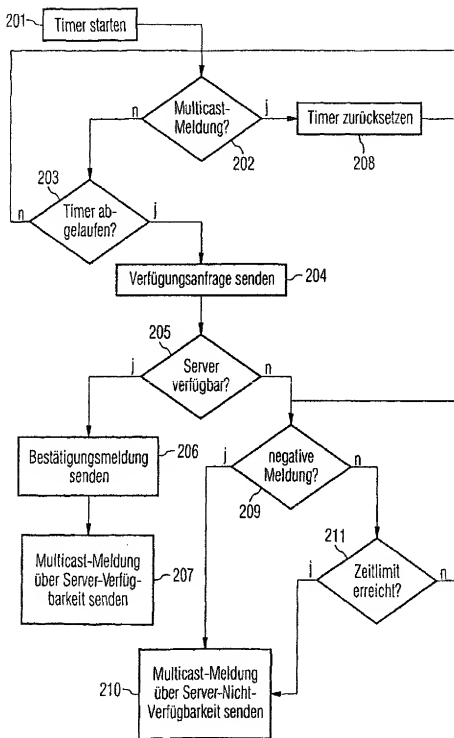 201
Timer starten
n
Multicast-
Meldung?
j
202
Timer zurücksetzen
208
203
n
Timer ab-
gelaufen?
j
Verfügungsanfrage senden
204
205
j
Server
verfügbar?
n
Bestätigungsmeldung
senden
206
j
negative
Meldung?
n
209
Multicast-Meldung
über Server-Verfüg-
barkeit senden
207
211
j
Zeitlimit
erreicht?
n
210
Multicast-Meldung
über Server-Nicht-
Verfügbarkeit senden